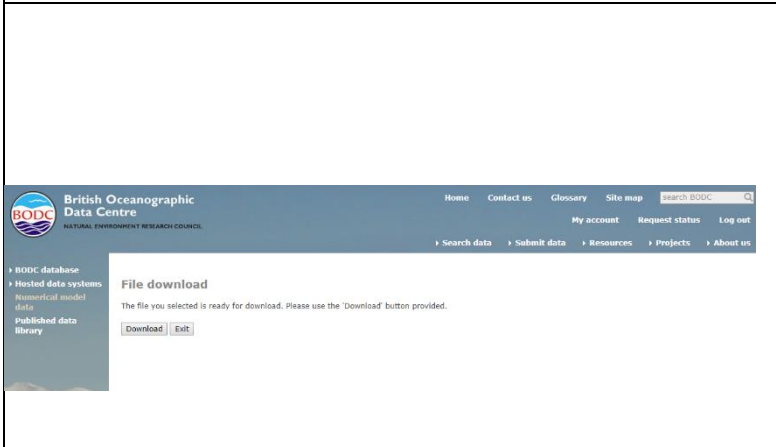 British Oceanographic
Data Centre
NATURAL ENVIRONMENT RESEARCH COUNCIL
BODC
Home Contact us Glossary Site map search BODC
My account Request status Log out
Search data Submit data Resources Projects About us
BODC database
Hosted data systems
Numerical model
data
Published data
library
File download
The file you selected is ready for download. Please use the 'Download' button provided.
Download Exit